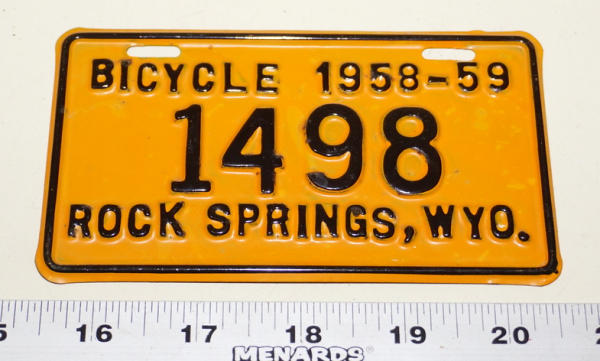 BICYCLE 1958-59
1498
ROCK SPRINGS, WYO.
16 17 18 19 20
MENARDS®